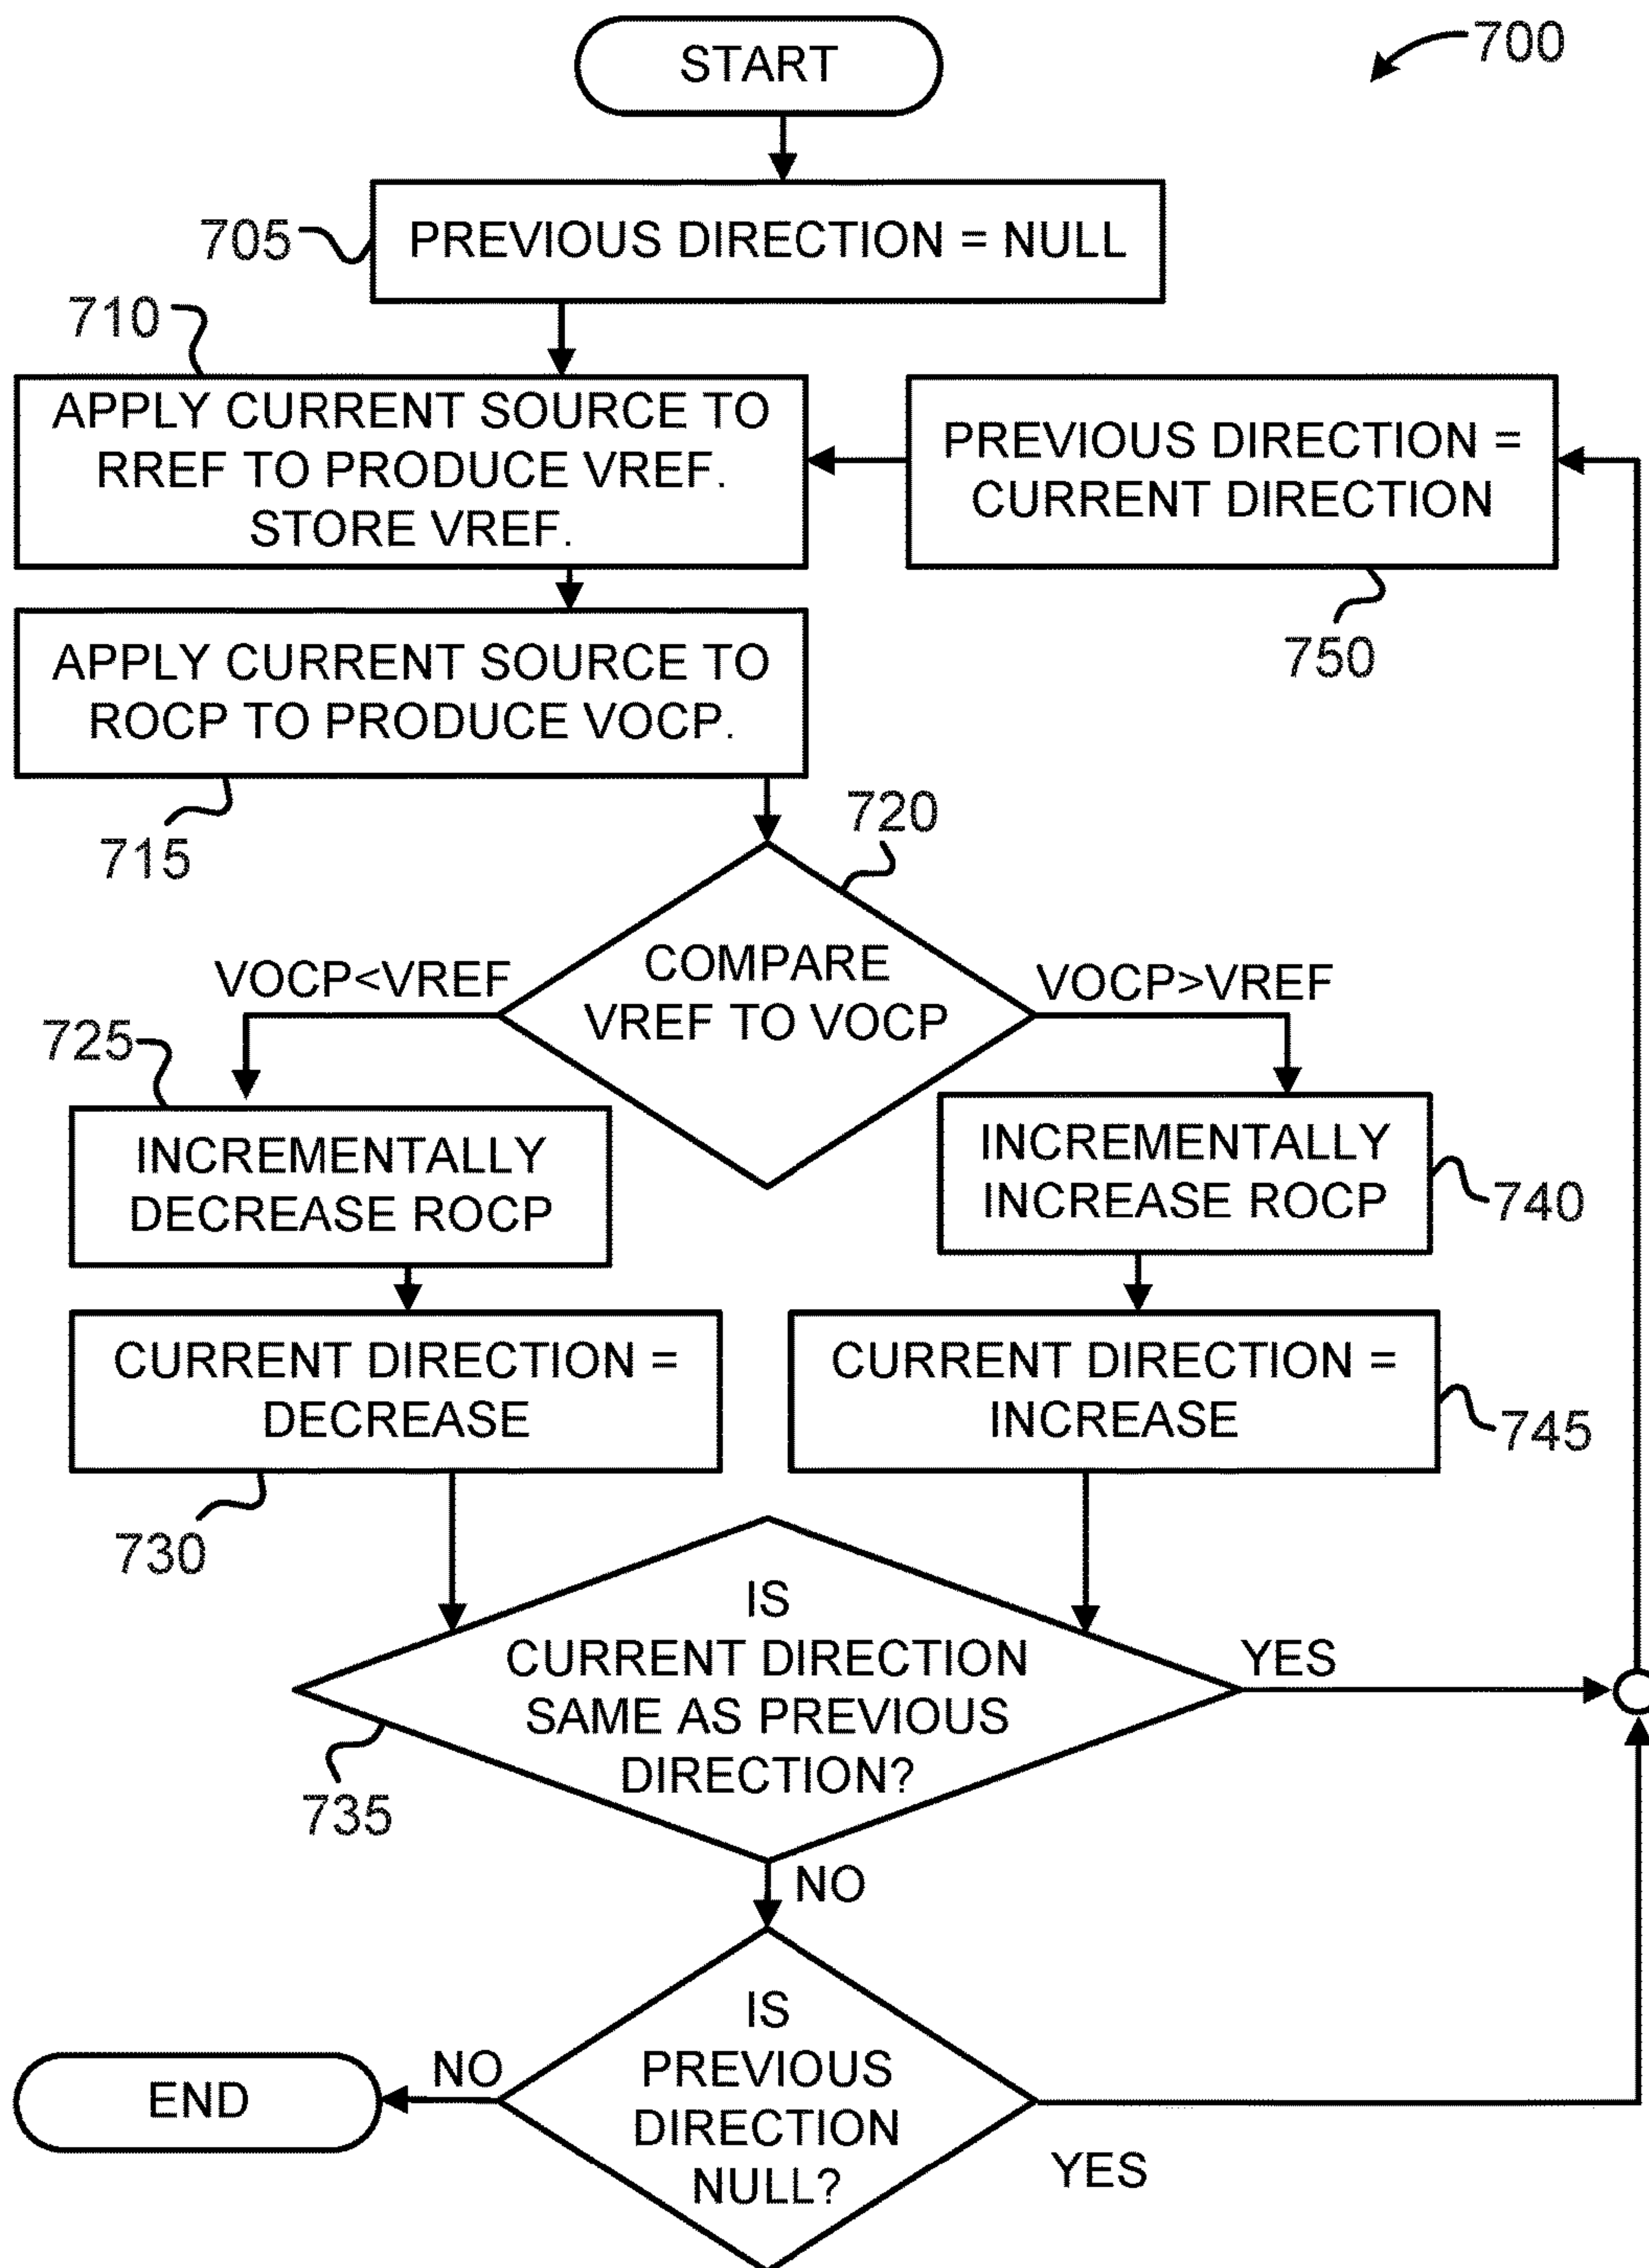 START
700
705
PREVIOUS DIRECTION = NULL
710
APPLY CURRENT SOURCE TO
RREF TO PRODUCE VREF.
STORE VREF.
PREVIOUS DIRECTION =
CURRENT DIRECTION
750
APPLY CURRENT SOURCE TO
ROCP TO PRODUCE VOCP.
715
720
COMPARE
VREF TO VOCP
VOCP<VREF
VOCP>VREF
725
INCREMENTALLY
DECREASE ROCP
INCREMENTALLY
INCREASE ROCP
740
CURRENT DIRECTION =
DECREASE
730
CURRENT DIRECTION =
INCREASE
745
IS
CURRENT DIRECTION
SAME AS PREVIOUS
DIRECTION?
YES
735
NO
IS
PREVIOUS
DIRECTION
NULL?
NO
END
YES